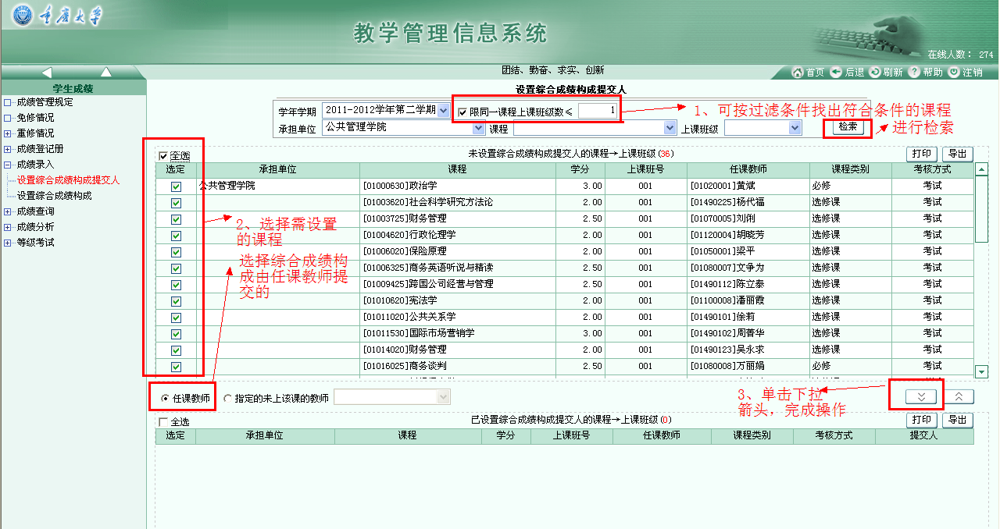 重庆大学
教学管理信息系统
在线人数： 274
团结、勤奋、求实、创新
首页 后退 刷新 帮助 注销
学生成绩
成绩管理规定
免修情况
重修情况
成绩登记册
成绩录入
设置综合成绩构成提交人
设置综合成绩构成
成绩查询
成绩分析
等级考试
设置综合成绩构成提交人
学年学期 2011-2012学年第二学期 限同一课程上课班级数≤ 1
承担单位 公共管理学院 课程 上课班级 检索
1、可按过滤条件找出符合条件的课程
进行检索
全选 未设置综合成绩构成提交人的课程→上课班级(36) 打印 导出
选定 承担单位 课程 学分 上课班号 任课教师 课程类别 考核方式
公共管理学院 [01000630]政治学 3.00 001 [01020001]董斌 必修 考试
[01003620]社会科学研究方法论 2.00 001 [01490225]杨代福 选修课 考试
[01003725]财务管理 2.50 001 [01070005]刘俐 选修课 考试
[01004620]行政伦理学 2.00 001 [01120004]胡晓芳 选修课 考试
[01006020]保险原理 2.00 001 [01050001]梁平 选修课 考试
[01006325]商务英语听说与精读 2.50 001 [01080007]文争为 选修课 考试
[01009425]跨国公司经营与管理 2.50 001 [01490112]陈立泰 选修课 考试
[01010620]宪法学 2.00 001 [01100008]潘丽霞 选修课 考试
[01011020]公共关系学 2.00 001 [01490101]徐莉 选修课 考试
[01011530]国际市场营销学 3.00 001 [01490102]周蔷华 选修课 考试
[01014020]财务管理 2.00 001 [01490123]吴永求 选修课 考试
[01016025]商务谈判 2.50 001 [01080008]万丽娟 必修 考试
2、选择需设置
的课程
选择综合成绩构
成由任课教师提
交的
任课教师 指定的未上该课的教师
3、单击下拉
箭头，完成操作
全选 已设置综合成绩构成提交人的课程→上课班级(0) 打印 导出
选定 承担单位 课程 学分 上课班号 任课教师 课程类别 考核方式 提交人